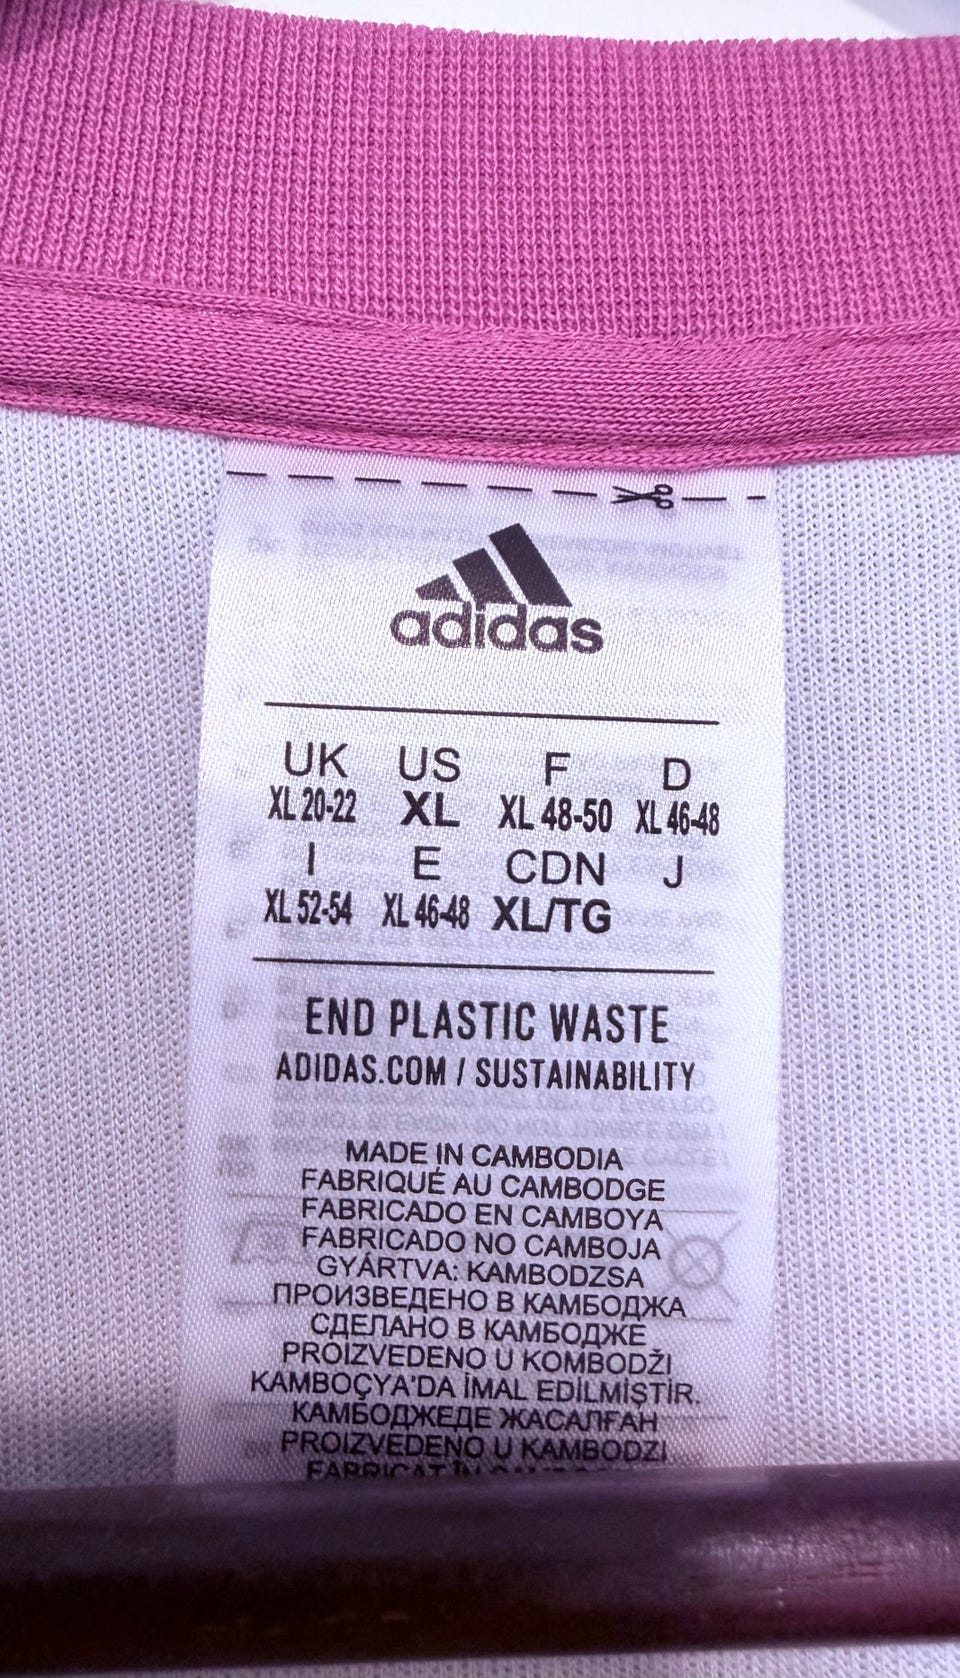 adidas
UK US F D
XL 20-22 XL XL 48-50 XL 46-48
I E CDN J
XL 52-54 XL 46-48 XL/TG
END PLASTIC WASTE
ADIDAS.COM / SUSTAINABILITY
MADE IN CAMBODIA
FABRIQUÉ AU CAMBODGE
FABRICADO EN CAMBOYA
FABRICADO NO CAMBOJA
GYÁRTVA: KAMBODZSA
ПРОИЗВЕДЕНО В КАМБОДЖА
СДЕЛАНО В КАМБОДЖЕ
PROIZVEDENO U KOMBODŽI
KAMBOÇYA'DA İMAL EDİLMİŞTİR.
КАМБОДЖЕДЕ ЖАСАЛҒАН
PROIZVEDENO U KAMBODZI
FABRICAT ÎN